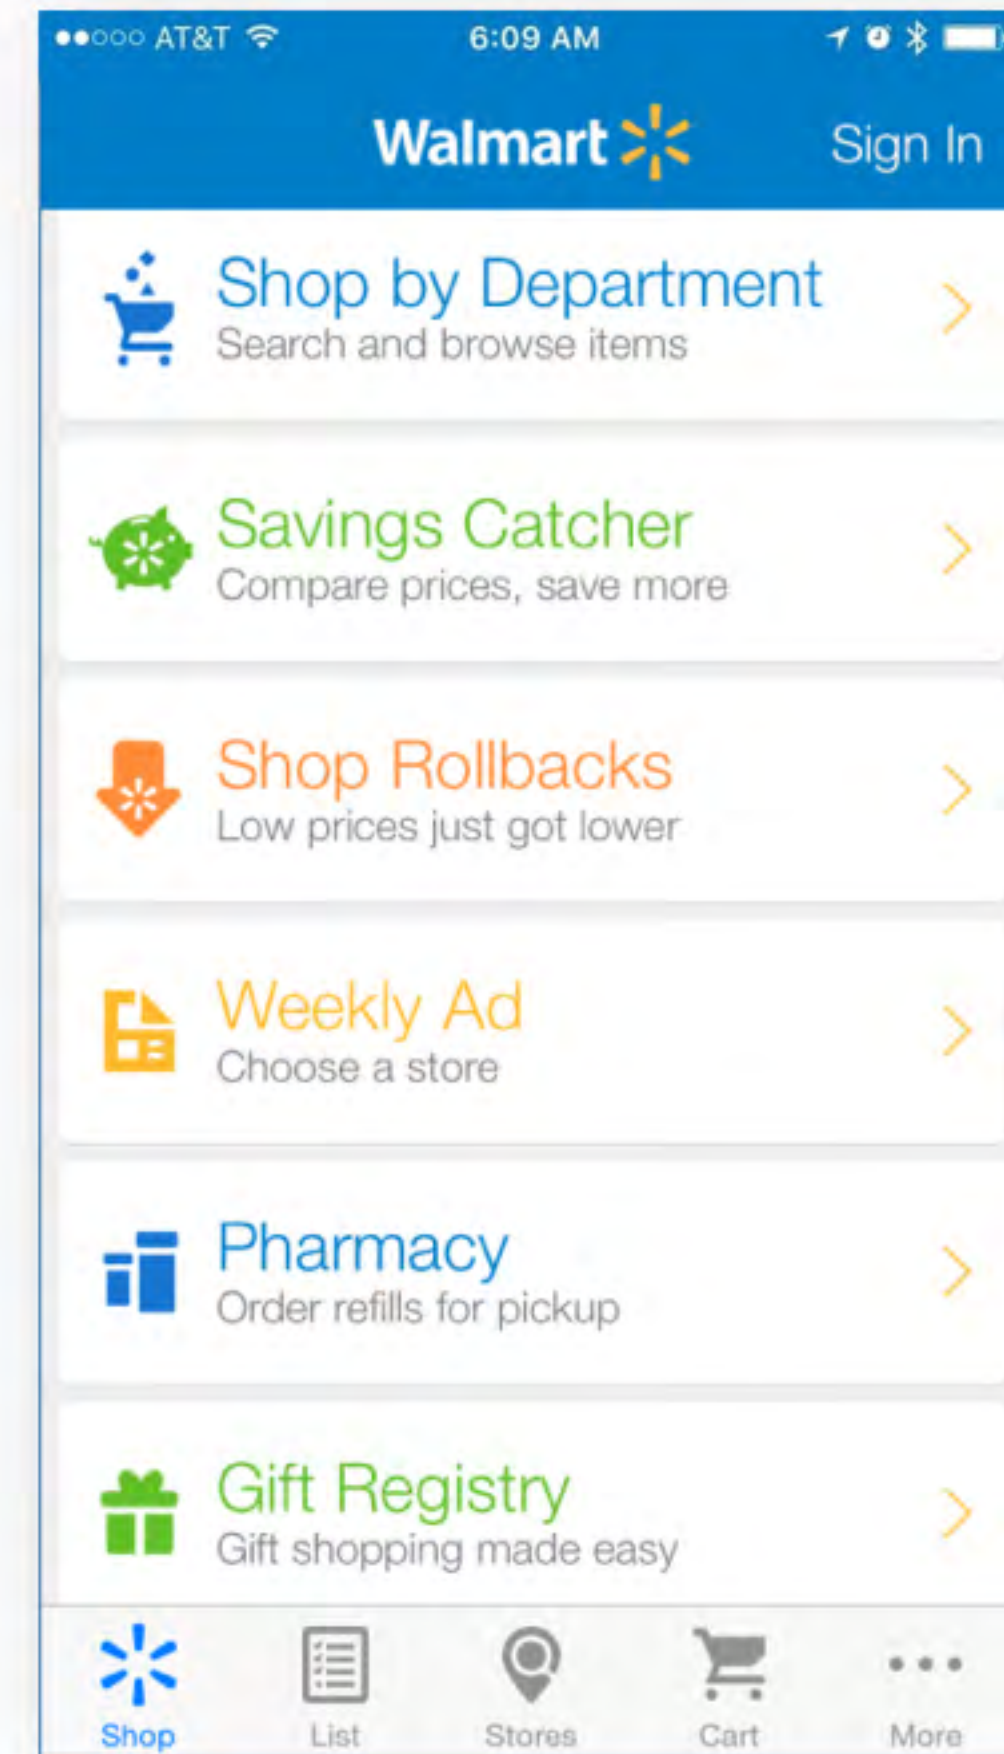 AT&T 6:09 AM
Walmart Sign In
Shop by Department
Search and browse items
Savings Catcher
Compare prices, save more
Shop Rollbacks
Low prices just got lower
Weekly Ad
Choose a store
Pharmacy
Order refills for pickup
Gift Registry
Gift shopping made easy
Shop List Stores Cart More